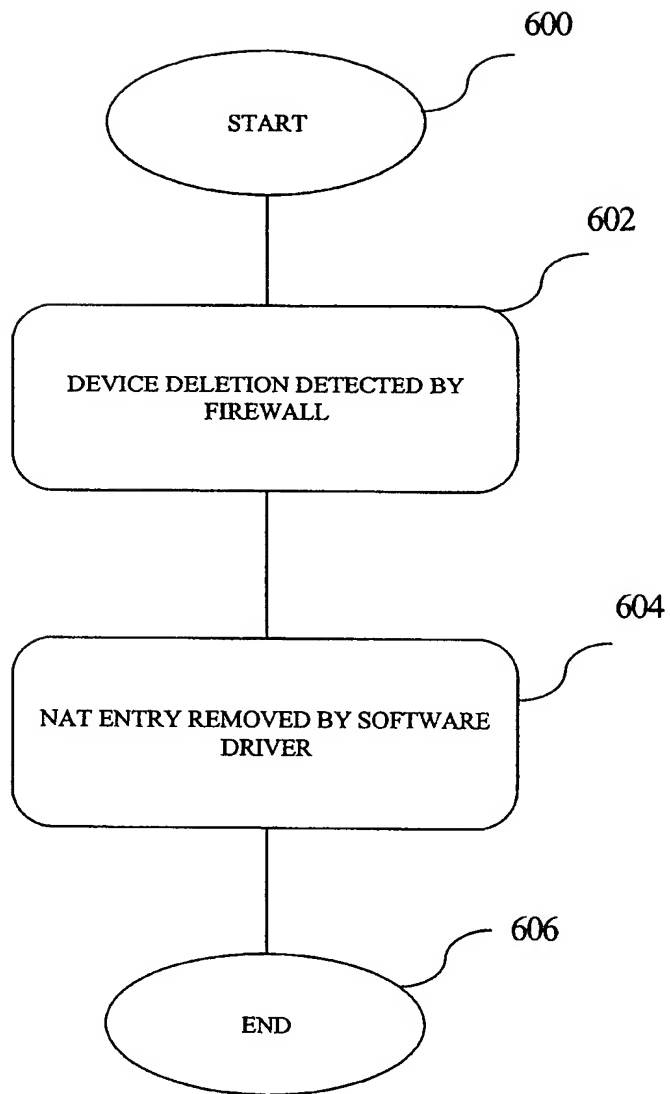 600
START
602
DEVICE DELETION DETECTED BY
FIREWALL
604
NAT ENTRY REMOVED BY SOFTWARE
DRIVER
606
END